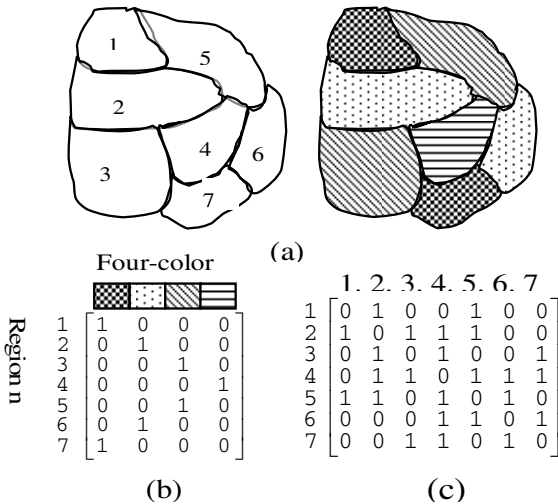 1
5
2
4
3
6
7
(a)
Four-color
Region n
1 1 0 0 0
2 0 1 0 0
3 0 0 1 0
4 0 0 0 1
5 0 0 1 0
6 0 1 0 0
7 1 0 0 0
(b)
1. 2. 3. 4. 5. 6. 7
1 0 1 0 0 1 0 0
2 1 0 1 1 1 0 0
3 0 1 0 1 0 0 1
4 0 1 1 0 1 1 1
5 1 1 0 1 0 1 0
6 0 0 0 1 1 0 1
7 0 0 1 1 0 1 0
(c)